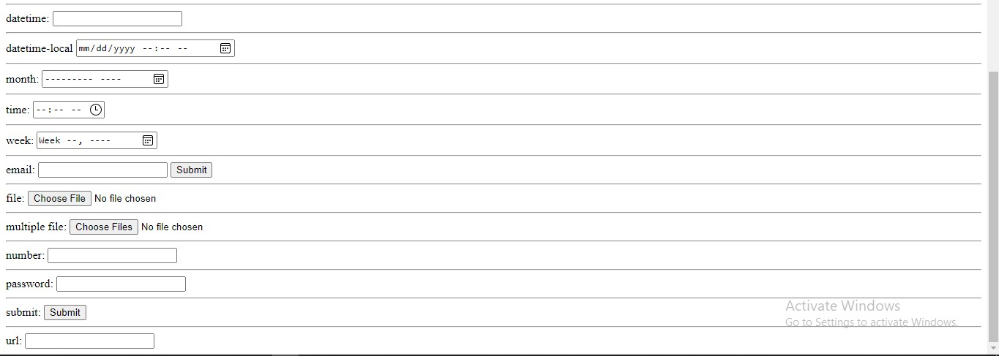 datetime:
datetime-local mm/dd/yyyy --:-- --
month: --------- ----
time: --:-- --
week: Week --, ----
email: Submit
file: Choose File No file chosen
multiple file: Choose Files No file chosen
number:
password:
submit: Submit
url:
Activate Windows
Go to Settings to activate Windows.